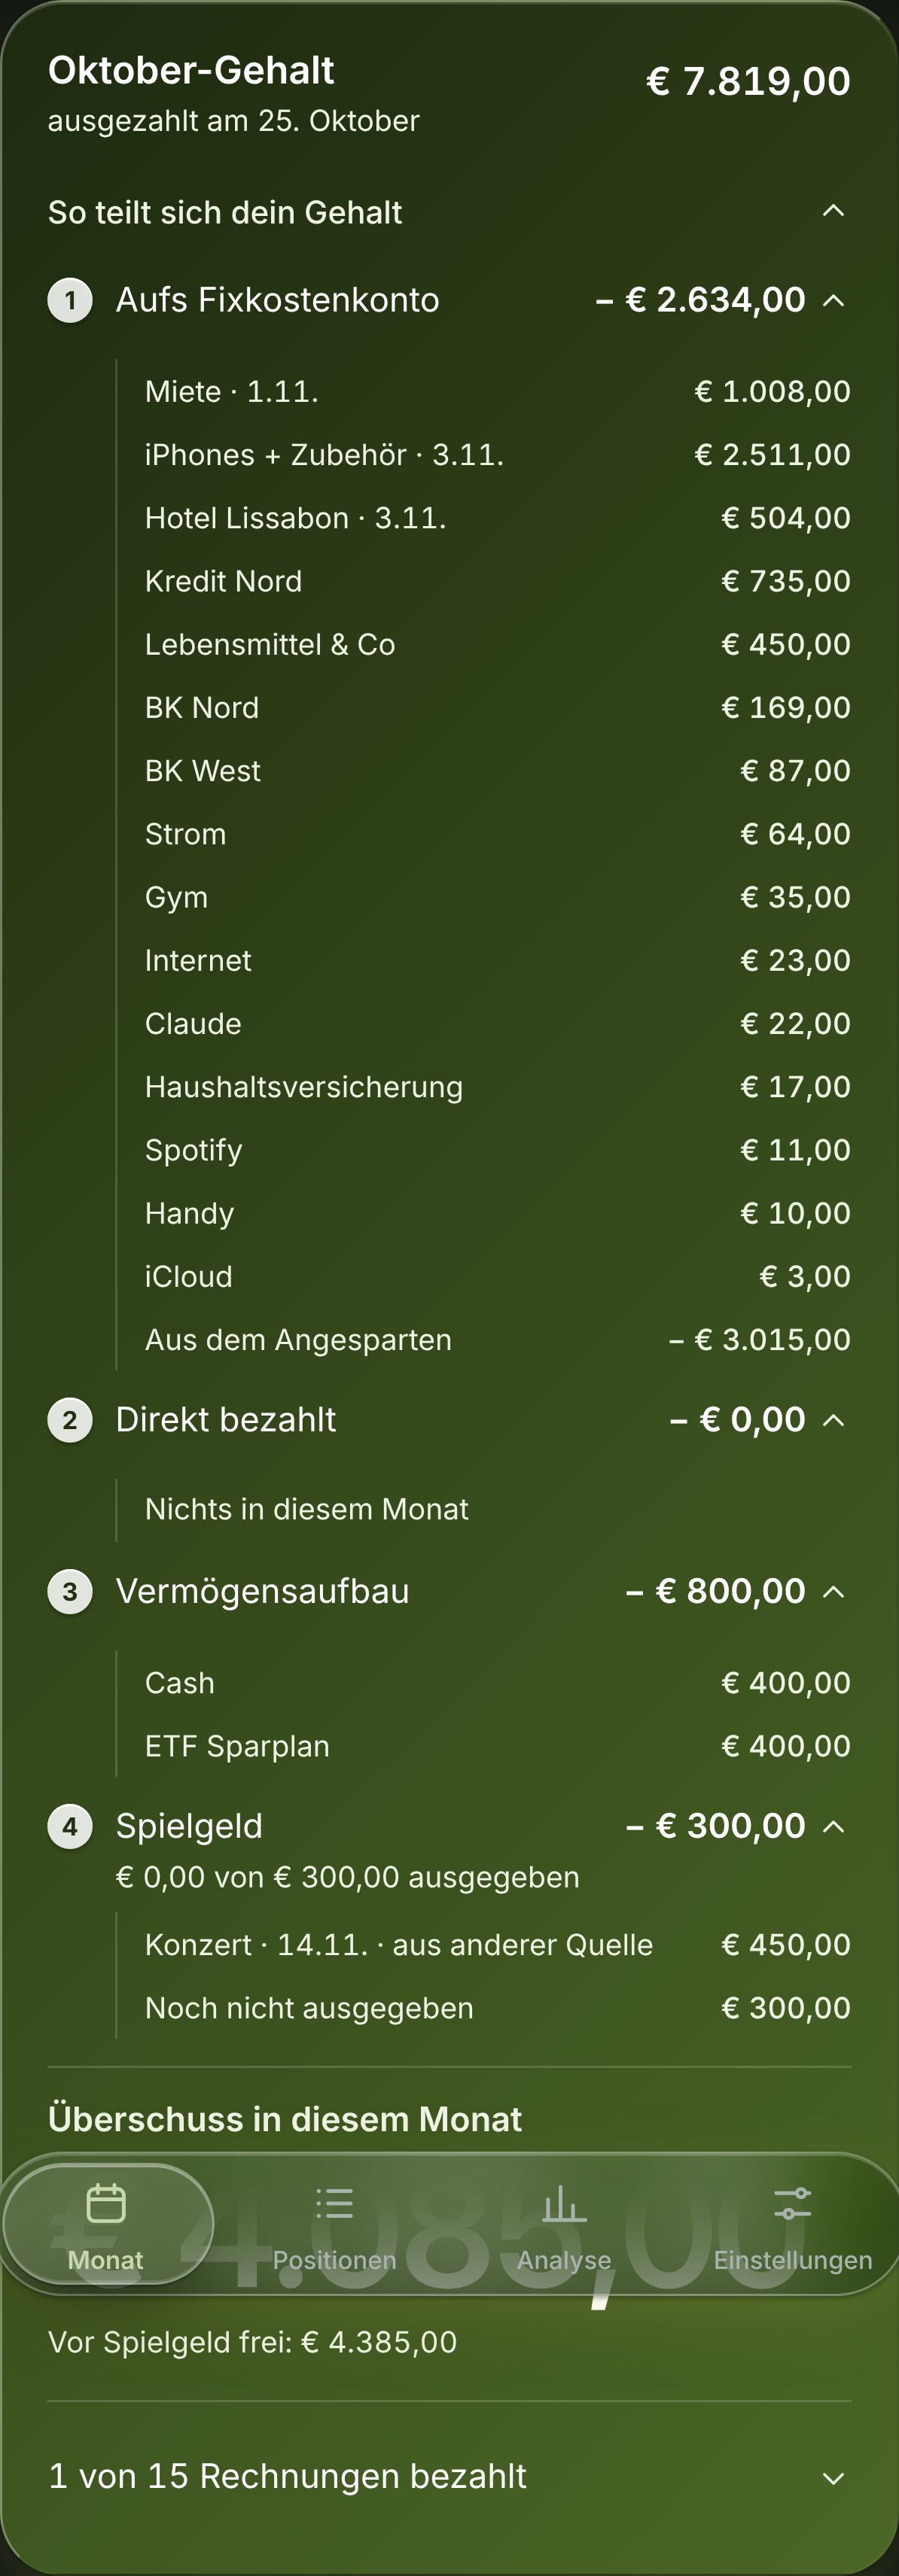 Oktober-Gehalt
€ 7.819,00
ausgezahlt am 25. Oktober
So teilt sich dein Gehalt
1 Aufs Fixkostenkonto – € 2.634,00
Miete · 1.11. € 1.008,00
iPhones + Zubehör · 3.11. € 2.511,00
Hotel Lissabon · 3.11. € 504,00
Kredit Nord € 735,00
Lebensmittel & Co € 450,00
BK Nord € 169,00
BK West € 87,00
Strom € 64,00
Gym € 35,00
Internet € 23,00
Claude € 22,00
Haushaltsversicherung € 17,00
Spotify € 11,00
Handy € 10,00
iCloud € 3,00
Aus dem Angesparten – € 3.015,00
2 Direkt bezahlt – € 0,00
Nichts in diesem Monat
3 Vermögensaufbau – € 800,00
Cash € 400,00
ETF Sparplan € 400,00
4 Spielgeld – € 300,00
€ 0,00 von € 300,00 ausgegeben
Konzert · 14.11. · aus anderer Quelle € 450,00
Noch nicht ausgegeben € 300,00
Überschuss in diesem Monat
€ 4.085,00
Monat Positionen Analyse Einstellungen
Vor Spielgeld frei: € 4.385,00
1 von 15 Rechnungen bezahlt